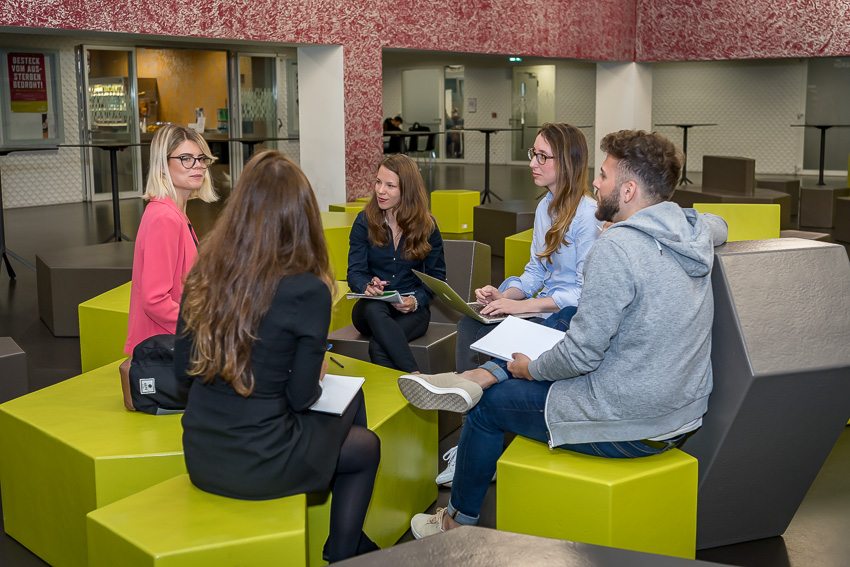 BESTECK
VOM AUS-
STERBEN
BEDROHT!